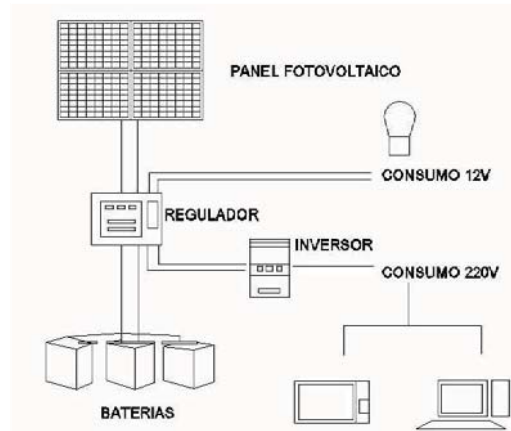 PANEL FOTOVOLTAICO
CONSUMO 12V
REGULADOR
INVERSOR
CONSUMO 220V
BATERIAS